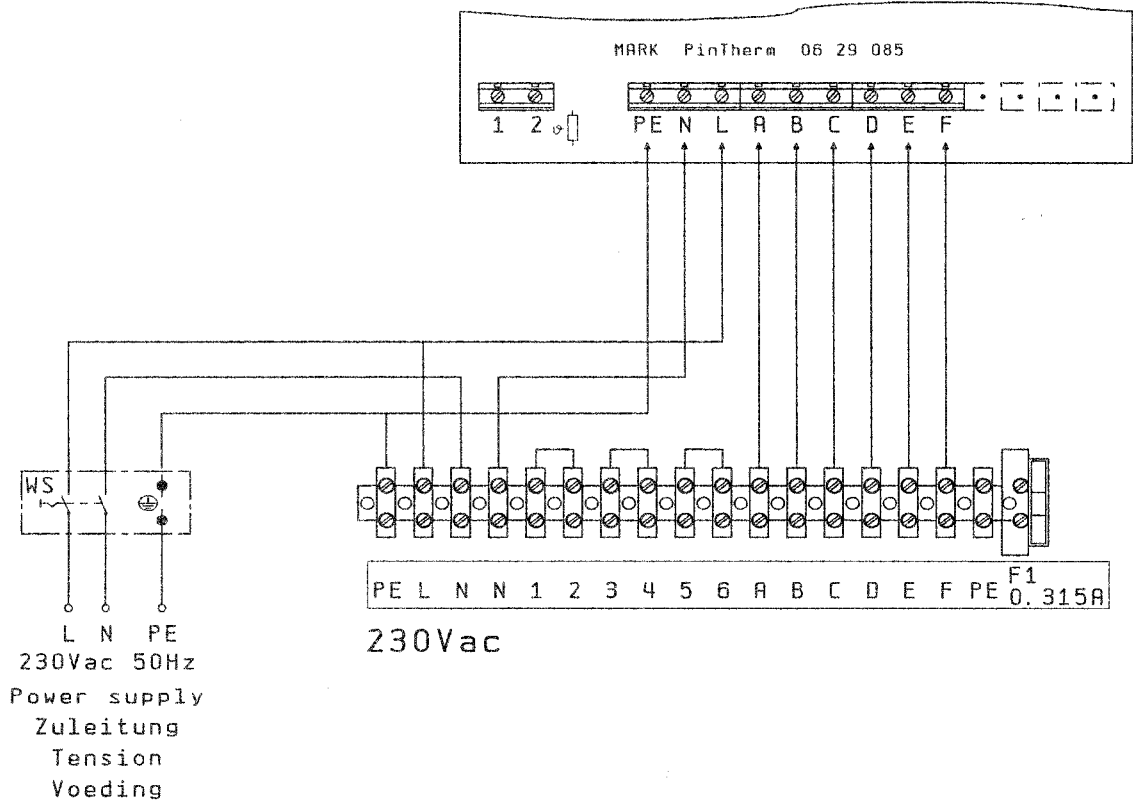 MARK PinTherm 06 29 085
1 2 PE N L A B C D E F
WS
PE L N N 1 2 3 4 5 6 A B C D E F PE F1
0.315A
230Vac
L N PE
230Vac 50Hz
Power supply
Zuleitung
Tension
Voeding